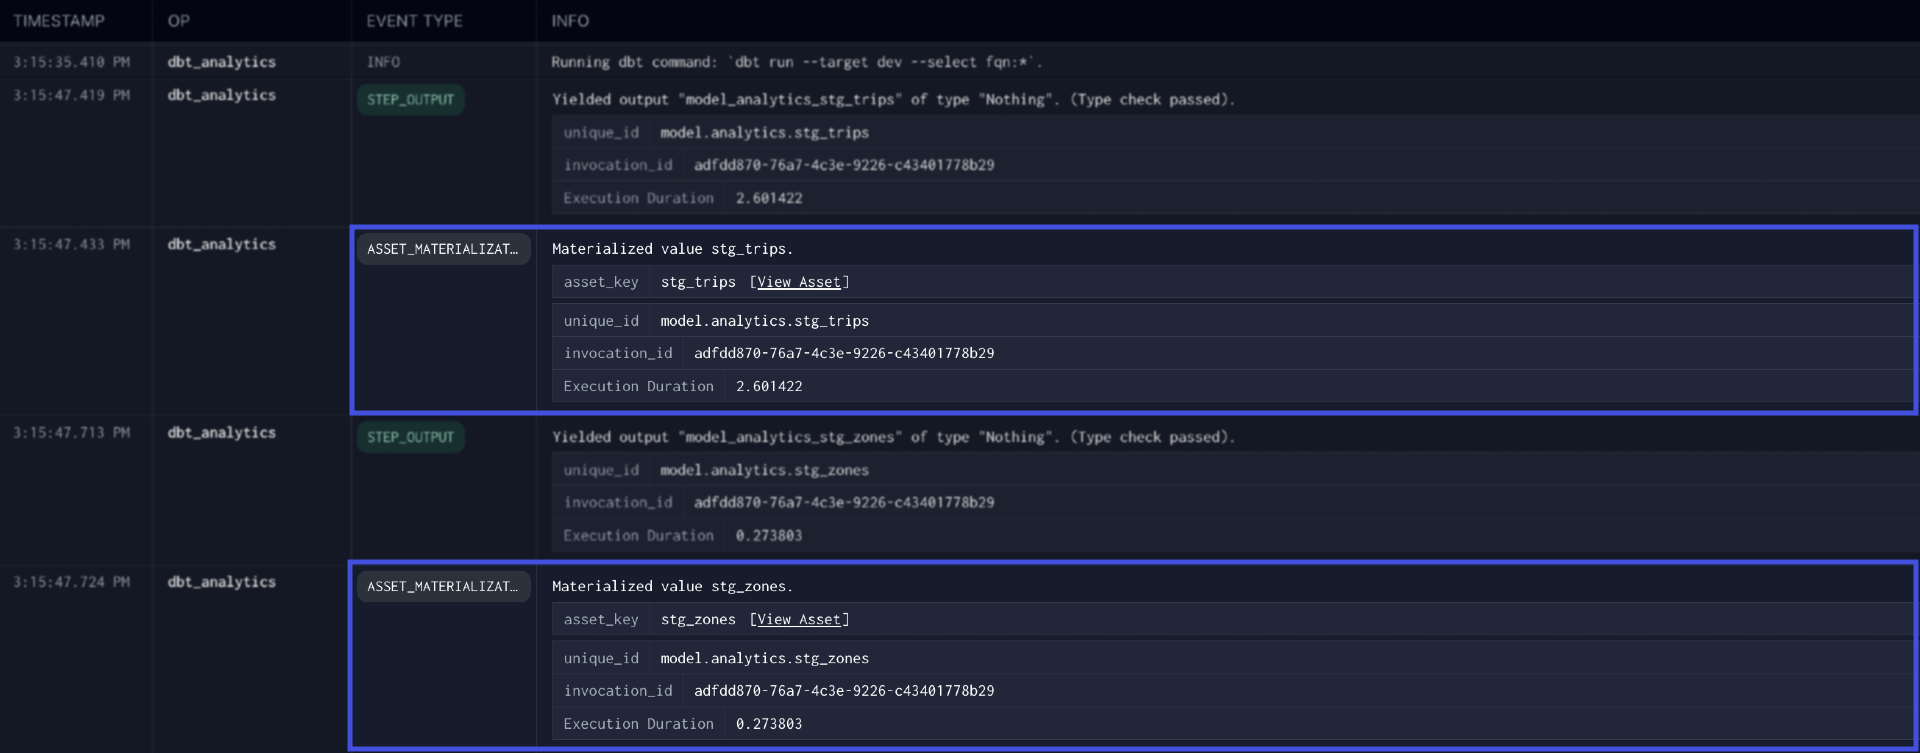 TIMESTAMP OP EVENT TYPE INFO
3:15:35.410 PM dbt_analytics INFO Running dbt command: `dbt run --target dev --select fqn:*`.
3:15:47.419 PM dbt_analytics STEP_OUTPUT Yielded output "model_analytics_stg_trips" of type "Nothing". (Type check passed).
unique_id model.analytics.stg_trips
invocation_id adfdd870-76a7-4c3e-9226-c43401778b29
Execution Duration 2.601422
3:15:47.433 PM dbt_analytics ASSET_MATERIALIZAT… Materialized value stg_trips.
asset_key stg_trips [View Asset]
unique_id model.analytics.stg_trips
invocation_id adfdd870-76a7-4c3e-9226-c43401778b29
Execution Duration 2.601422
3:15:47.713 PM dbt_analytics STEP_OUTPUT Yielded output "model_analytics_stg_zones" of type "Nothing". (Type check passed).
unique_id model.analytics.stg_zones
invocation_id adfdd870-76a7-4c3e-9226-c43401778b29
Execution Duration 0.273803
3:15:47.724 PM dbt_analytics ASSET_MATERIALIZAT… Materialized value stg_zones.
asset_key stg_zones [View Asset]
unique_id model.analytics.stg_zones
invocation_id adfdd870-76a7-4c3e-9226-c43401778b29
Execution Duration 0.273803